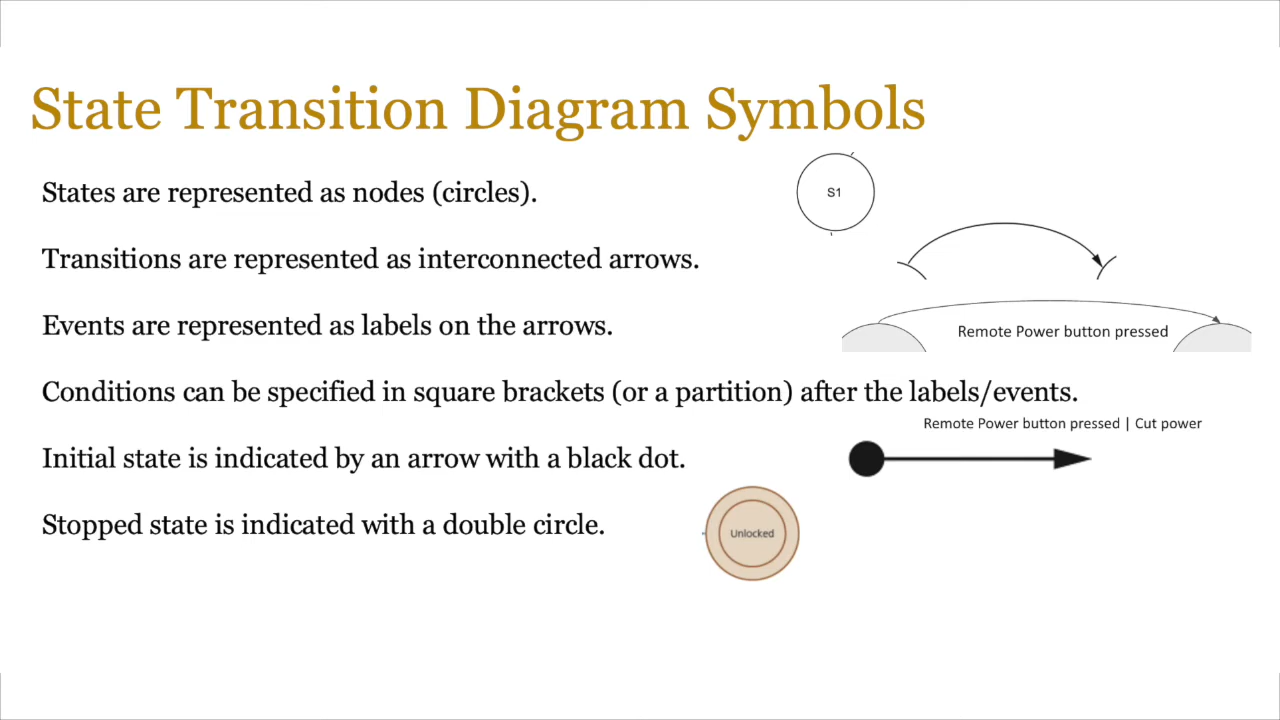 State Transition Diagram Symbols
States are represented as nodes (circles).
S1
Transitions are represented as interconnected arrows.
Events are represented as labels on the arrows.
Remote Power button pressed
Conditions can be specified in square brackets (or a partition) after the labels/events.
Remote Power button pressed | Cut power
Initial state is indicated by an arrow with a black dot.
Stopped state is indicated with a double circle.
Unlocked